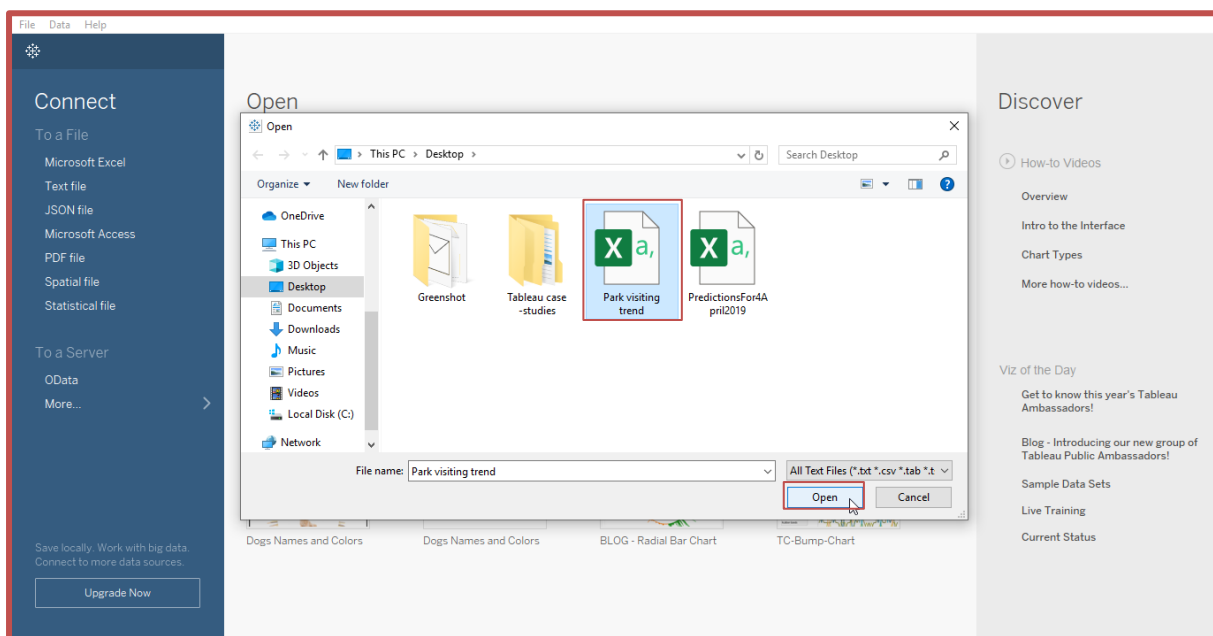 File Data Help
Connect
To a File
Microsoft Excel
Text file
JSON file
Microsoft Access
PDF file
Spatial file
Statistical file
To a Server
OData
More...
Save locally. Work with big data.
Connect to more data sources.
Upgrade Now
Open
Open
This PC > Desktop >
Search Desktop
Organize
New folder
OneDrive
This PC
3D Objects
Desktop
Documents
Downloads
Music
Pictures
Videos
Local Disk (C:)
Network
Greenshot
Tableau case
-studies
X a,
Park visiting
trend
X a,
PredictionsFor4A
pril2019
File name: Park visiting trend
All Text Files (*.txt *.csv *.tab *.t
Open
Cancel
Dogs Names and Colors
Dogs Names and Colors
BLOG - Radial Bar Chart
TC-Bump-Chart
Discover
How-to Videos
Overview
Intro to the Interface
Chart Types
More how-to videos...
Viz of the Day
Get to know this year's Tableau
Ambassadors!
Blog - Introducing our new group of
Tableau Public Ambassadors!
Sample Data Sets
Live Training
Current Status